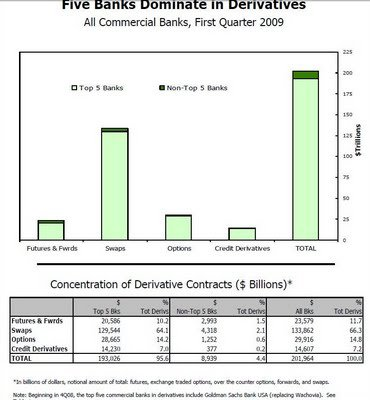 Five Banks Dominate in Derivatives
All Commercial Banks, First Quarter 2009
225
200
175
150
125
100
75
50
25
0
$Trillions
Top 5 Banks Non-Top 5 Banks
Futures & Fwrds Swaps Options Credit Derivatives TOTAL
Concentration of Derivative Contracts ($ Billions)*
$ % $ % $ %
Top 5 Bks Tot Derivs Non-Top 5 Bks Tot Derivs All Bks Tot Derivs
Futures & Fwrds 20,586 10.2 2,993 1.5 23,579 11.7
Swaps 129,544 64.1 4,318 2.1 133,862 66.3
Options 28,665 14.2 1,252 0.6 29,916 14.8
Credit Derivatives 14,230 7.0 377 0.2 14,607 7.2
TOTAL 193,026 95.6 8,939 4.4 201,964 100.0
*In billions of dollars, notional amount of total: futures, exchange traded options, over the counter options, forwards, and swaps.
Note: Beginning in 4Q08, the top five commercial banks in derivatives include Goldman Sachs Bank USA (replacing Wachovia). See